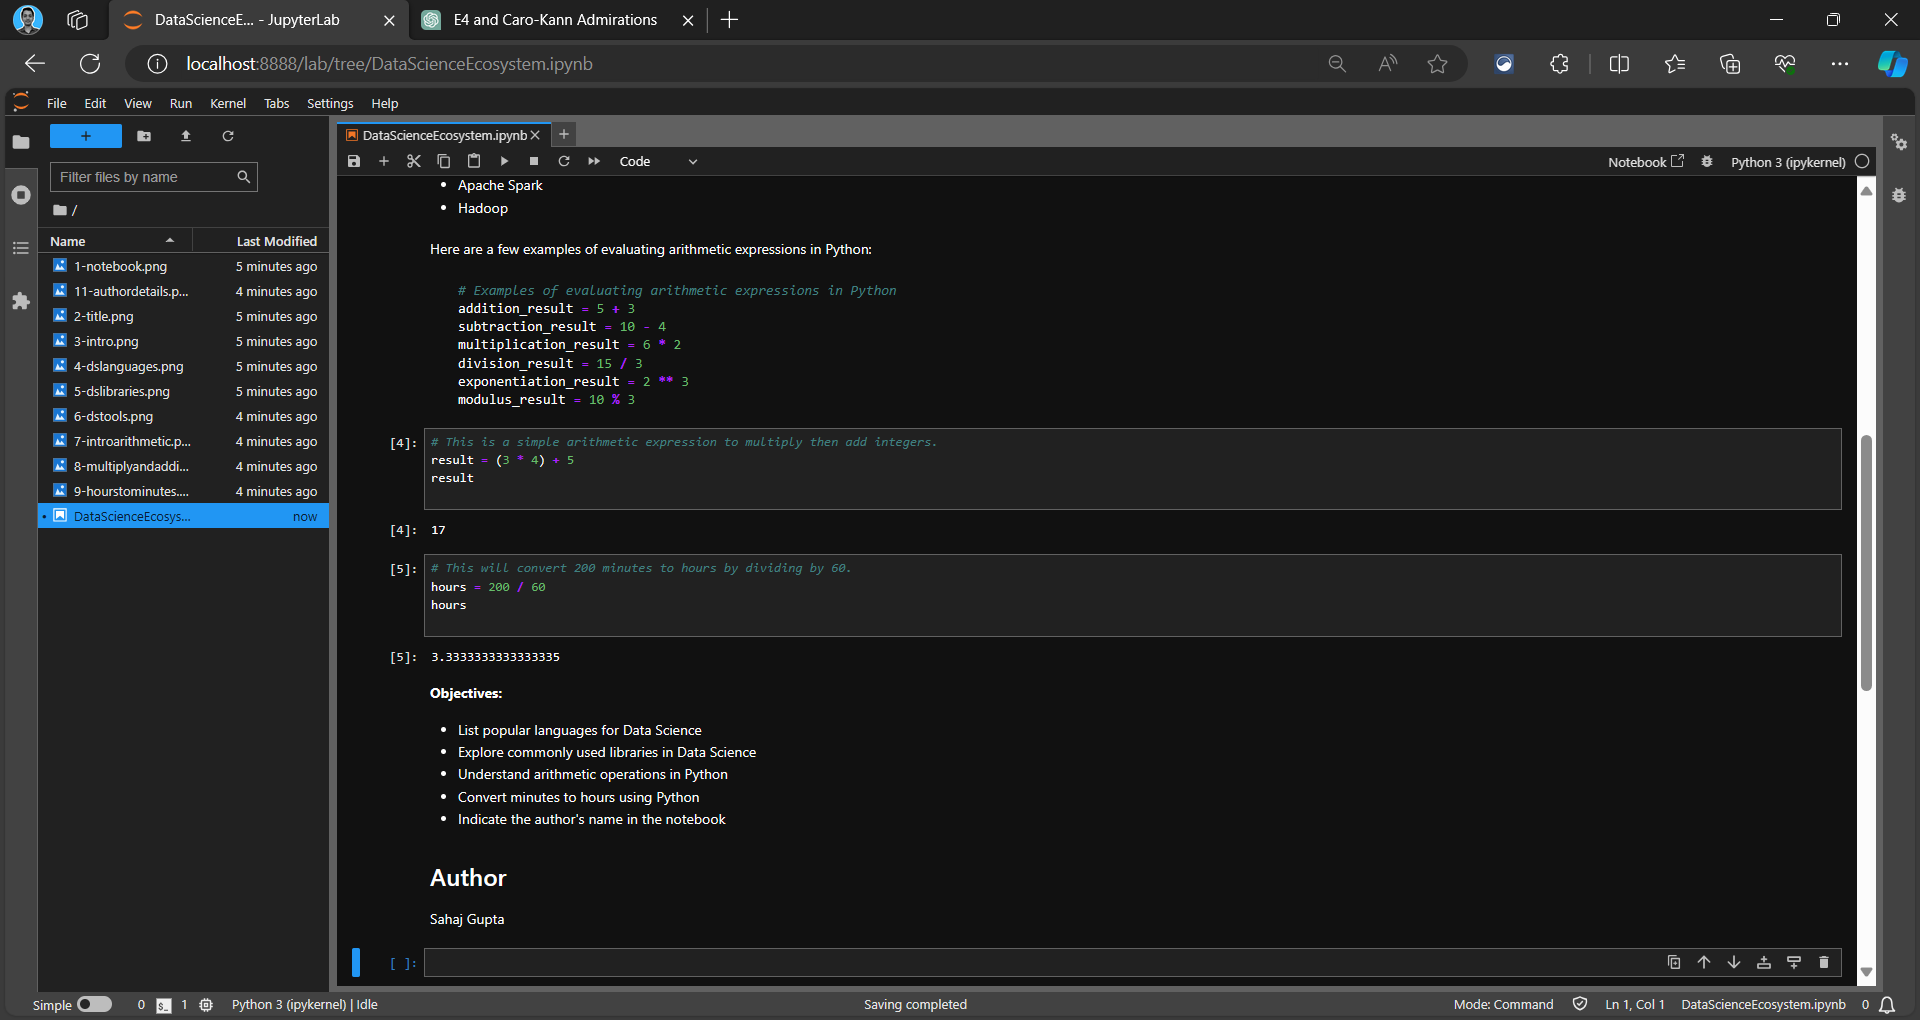 DataScienceE... - JupyterLab
E4 and Caro-Kann Admirations
localhost:8888/lab/tree/DataScienceEcosystem.ipynb
File Edit View Run Kernel Tabs Settings Help
Filter files by name
/
Name Last Modified
1-notebook.png 5 minutes ago
11-authordetails.p... 4 minutes ago
2-title.png 5 minutes ago
3-intro.png 5 minutes ago
4-dslanguages.png 5 minutes ago
5-dslibraries.png 5 minutes ago
6-dstools.png 4 minutes ago
7-introarithmetic.p... 4 minutes ago
8-multiplyandaddi... 4 minutes ago
9-hourstominutes.... 4 minutes ago
DataScienceEcosys... now
DataScienceEcosystem.ipynb
Code
Notebook
Python 3 (ipykernel)
• Apache Spark
• Hadoop
Here are a few examples of evaluating arithmetic expressions in Python:
# Examples of evaluating arithmetic expressions in Python
addition_result = 5 + 3
subtraction_result = 10 - 4
multiplication_result = 6 * 2
division_result = 15 / 3
exponentiation_result = 2 ** 3
modulus_result = 10 % 3
[4]: # This is a simple arithmetic expression to multiply then add integers.
result = (3 * 4) + 5
result
[4]: 17
[5]: # This will convert 200 minutes to hours by dividing by 60.
hours = 200 / 60
hours
[5]: 3.3333333333333335
Objectives:
• List popular languages for Data Science
• Explore commonly used libraries in Data Science
• Understand arithmetic operations in Python
• Convert minutes to hours using Python
• Indicate the author's name in the notebook
Author
Sahaj Gupta
[ ]:
Simple 0 $_ 1 Python 3 (ipykernel) | Idle Saving completed Mode: Command Ln 1, Col 1 DataScienceEcosystem.ipynb 0